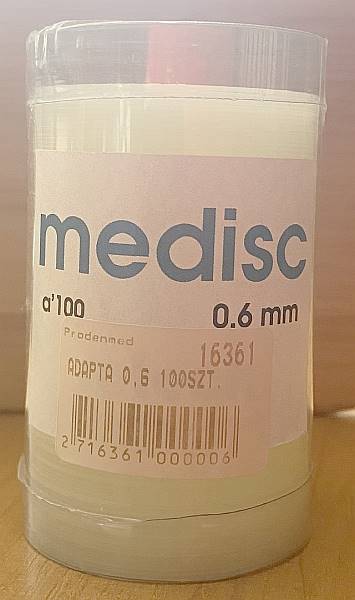 medisc
a'100 0.6 mm
Prodenmed
16361
ADAPTA 0,6 100SZT.
2 716361 000006